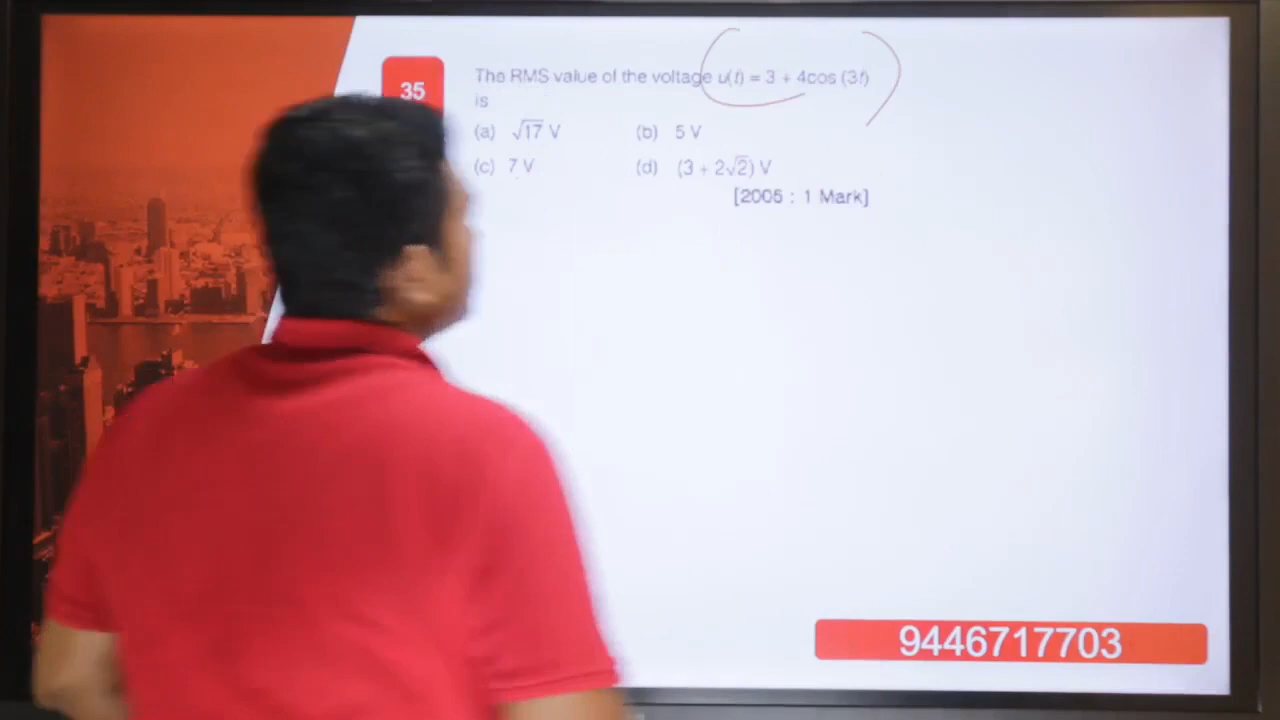 35
The RMS value of the voltage u(t) = 3 + 4cos (3t)
is
(a) √17 V (b) 5 V
(c) 7 V (d) (3 + 2√2) V
[2005 : 1 Mark]
9446717703